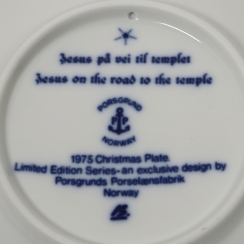 Jesus på vei til templet
Jesus on the road to the temple
PORSGRUND
NORWAY
1975 Christmas Plate.
Limited Edition Series-an exclusive design by
Porsgrunds Porselænsfabrik
Norway